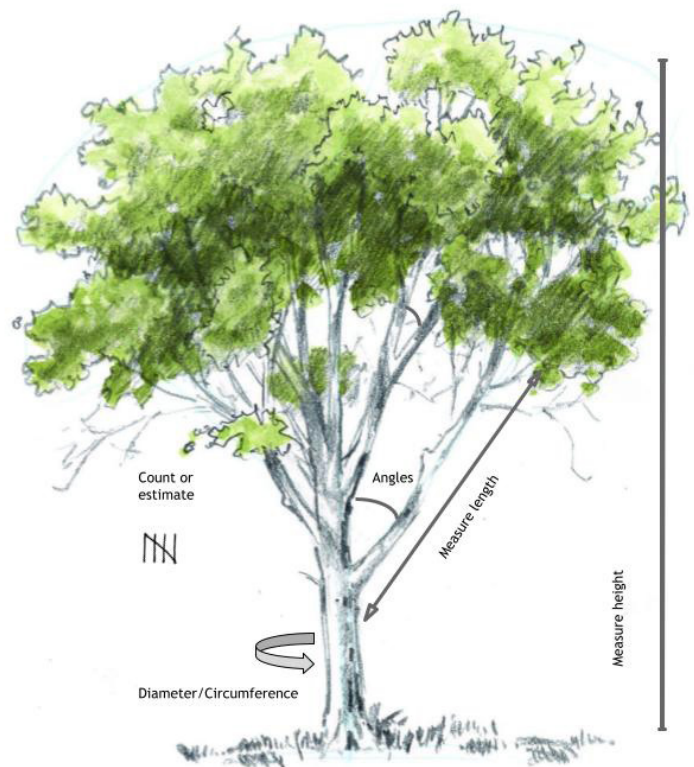 Count or
estimate
Angles
Measure length
Measure height
Diameter/Circumference